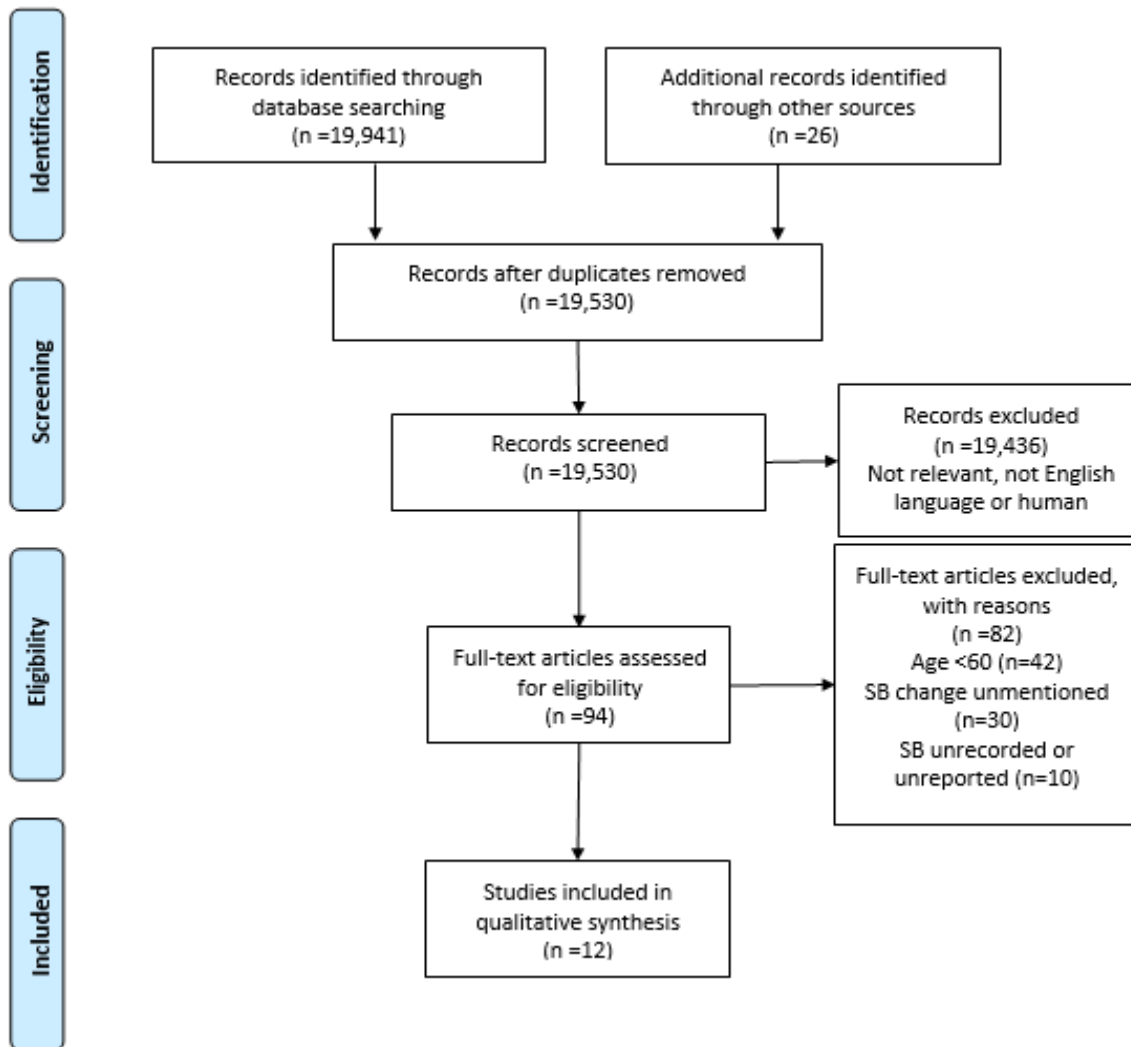 Identification
Records identified through
database searching
(n =19,941)
Additional records identified
through other sources
(n =26)
Screening
Records after duplicates removed
(n =19,530)
Records screened
(n =19,530)
Records excluded
(n =19,436)
Not relevant, not English
language or human
Eligibility
Full-text articles assessed
for eligibility
(n =94)
Full-text articles excluded,
with reasons
(n =82)
Age <60 (n=42)
SB change unmentioned
(n=30)
SB unrecorded or
unreported (n=10)
Included
Studies included in
qualitative synthesis
(n =12)